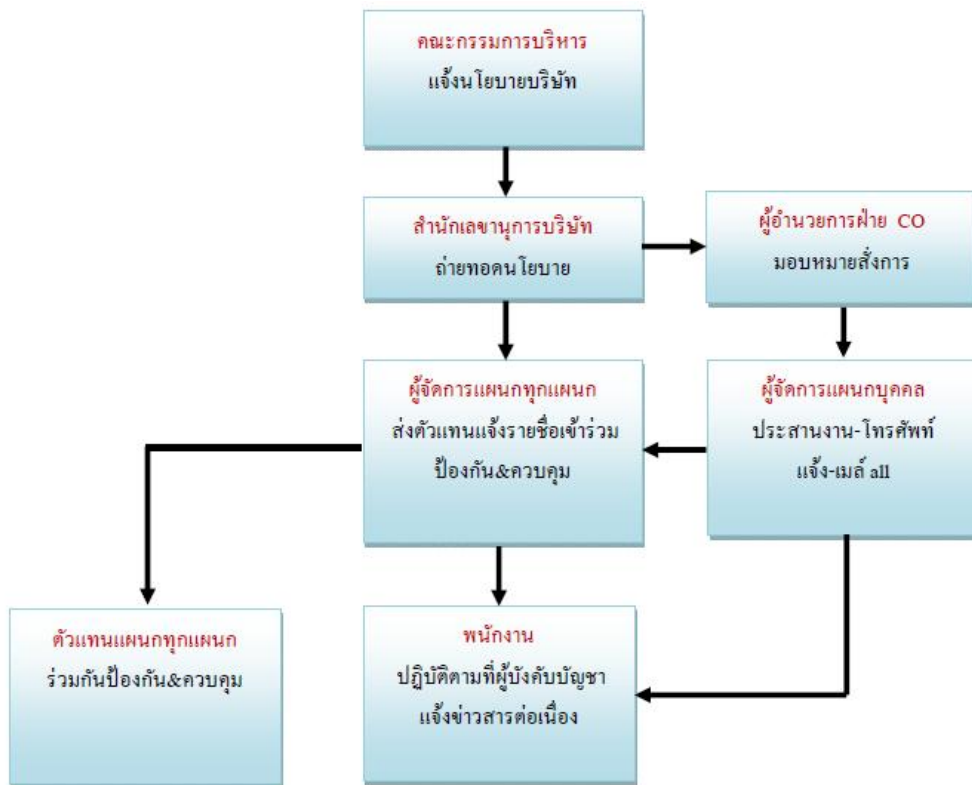 คณะกรรมการบริหาร
แจ้งนโยบายบริษัท
สำนักเลขานุการบริษัท
ถ่ายทอดนโยบาย
ผู้อำนวยการฝ่าย CO
มอบหมายสั่งการ
ผู้จัดการแผนกทุกแผนก
ส่งตัวแทนแจ้งรายชื่อเข้าร่วม
ป้องกัน&ควบคุม
ผู้จัดการแผนกบุคคล
ประสานงาน-โทรศัพท์
แจ้ง-เมล์ all
ตัวแทนแผนกทุกแผนก
ร่วมกันป้องกัน&ควบคุม
พนักงาน
ปฏิบัติตามที่ผู้บังคับบัญชา
แจ้งข่าวสารต่อเนื่อง